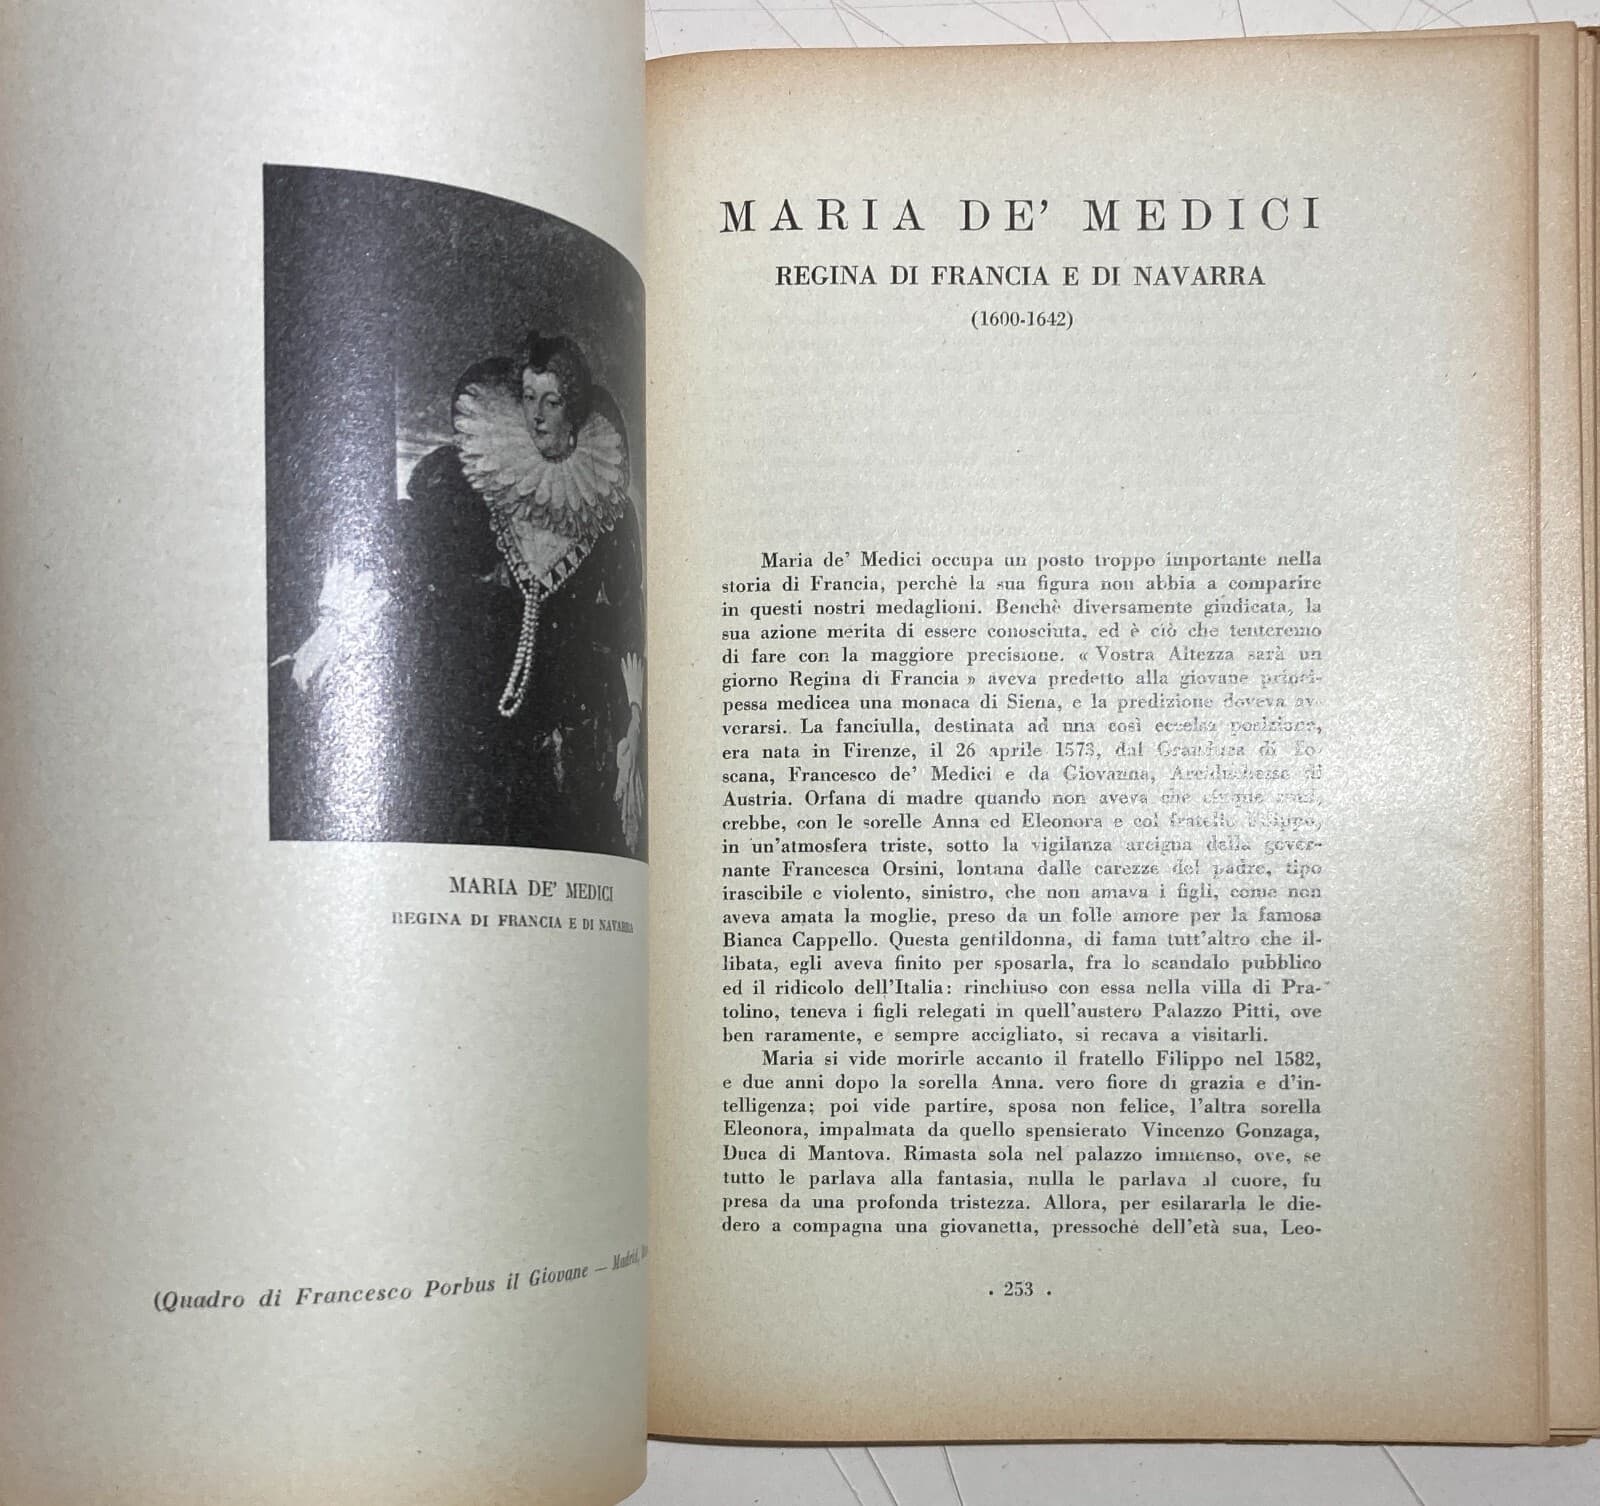 MARIA DE' MEDICI
REGINA DI FRANCIA E DI NAVARRA
(Quadro di Francesco Porbus il Giovane — Madrid,
MARIA DE' MEDICI
REGINA DI FRANCIA E DI NAVARRA
(1600-1642)
Maria de' Medici occupa un posto troppo importante nella
storia di Francia, perchè la sua figura non abbia a comparire
in questi nostri medaglioni. Benchè diversamente giudicata, la
sua azione merita di essere conosciuta, ed è ciò che tenteremo
di fare con la maggiore precisione. « Vostra Altezza sarà un
giorno Regina di Francia » aveva predetto alla giovane princi-
pessa medicea una monaca di Siena, e la predizione doveva av-
verarsi. La fanciulla, destinata ad una così eccelsa posizione,
era nata in Firenze, il 26 aprile 1573, dal Granduca di To-
scana, Francesco de' Medici e da Giovanna, Arciduchessa di
Austria. Orfana di madre quando non aveva che cinque anni,
crebbe, con le sorelle Anna ed Eleonora e col fratello Filippo,
in un'atmosfera triste, sotto la vigilanza arcigna della gover-
nante Francesca Orsini, lontana dalle carezze del padre, tipo
irascibile e violento, sinistro, che non amava i figli, come non
aveva amata la moglie, preso da un folle amore per la famosa
Bianca Cappello. Questa gentildonna, di fama tutt'altro che il-
libata, egli aveva finito per sposarla, fra lo scandalo pubblico
ed il ridicolo dell'Italia: rinchiuso con essa nella villa di Pra-
tolino, teneva i figli relegati in quell'austero Palazzo Pitti, ove
ben raramente, e sempre accigliato, si recava a visitarli.
Maria si vide morirle accanto il fratello Filippo nel 1582,
e due anni dopo la sorella Anna. vero fiore di grazia e d'in-
telligenza; poi vide partire, sposa non felice, l'altra sorella
Eleonora, impalmata da quello spensierato Vincenzo Gonzaga,
Duca di Mantova. Rimasta sola nel palazzo immenso, ove, se
tutto le parlava alla fantasia, nulla le parlava al cuore, fu
presa da una profonda tristezza. Allora, per esilararla le die-
dero a compagna una giovanetta, pressochè dell'età sua, Leo-
. 253 .